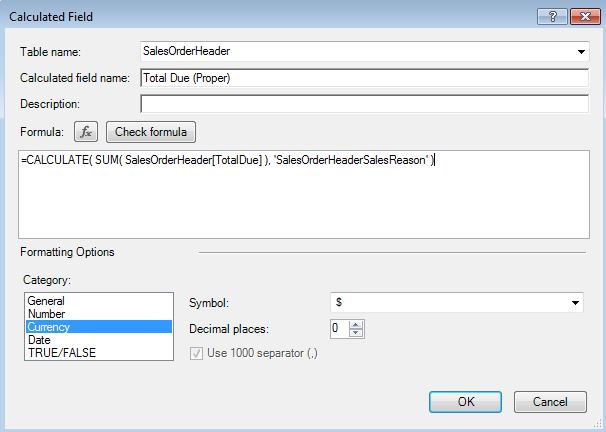 Calculated Field
Table name: SalesOrderHeader
Calculated field name: Total Due (Proper)
Description:
Formula: fx Check formula
=CALCULATE( SUM( SalesOrderHeader[TotalDue] ), 'SalesOrderHeaderSalesReason' )
Formatting Options
Category:
General
Number
Currency
Date
TRUE/FALSE
Symbol: $
Decimal places: 0
Use 1000 separator (,)
OK Cancel